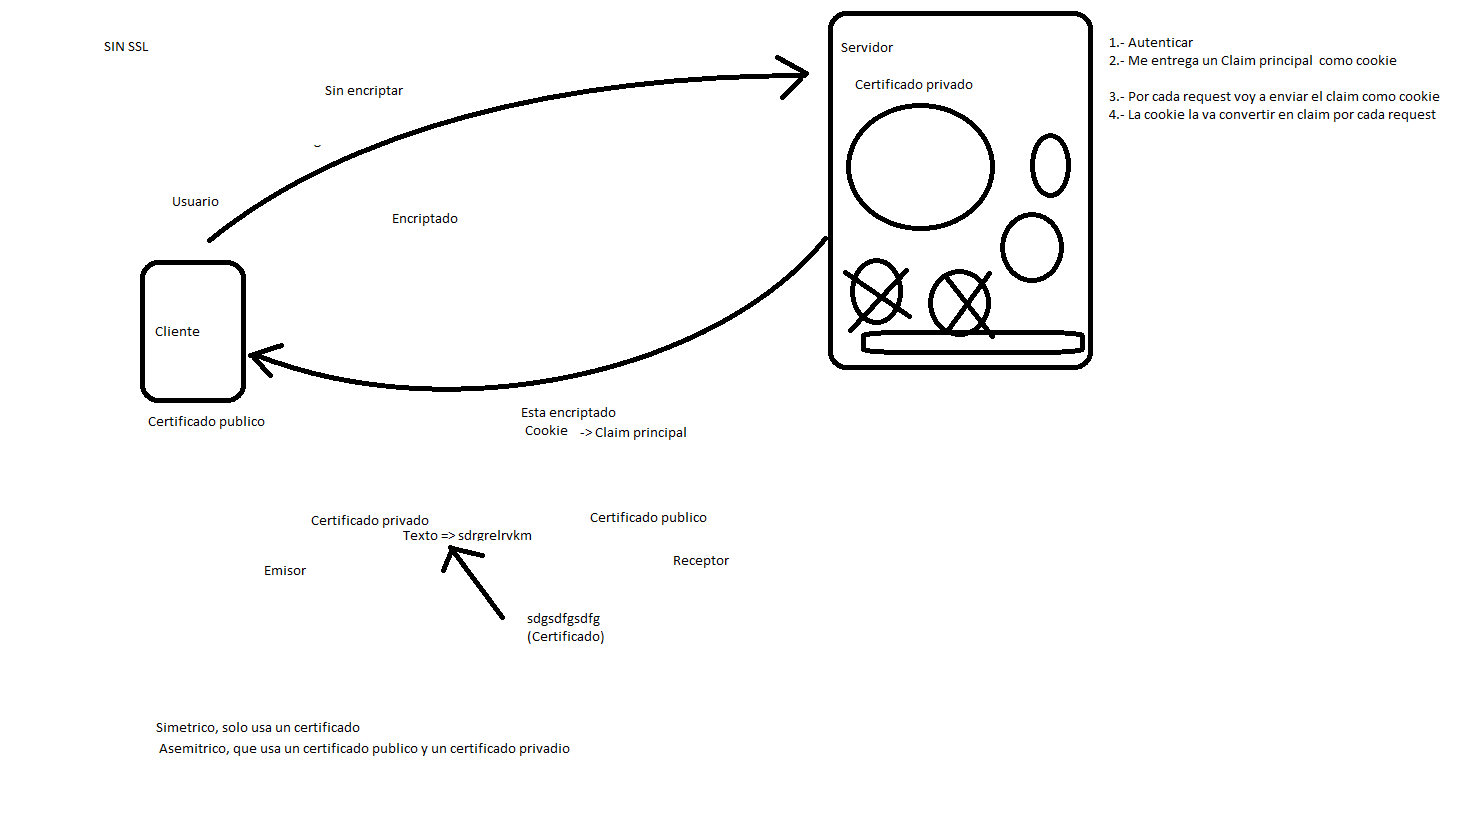 SIN SSL
Servidor
1.- Autenticar
2.- Me entrega un Claim principal  como cookie
Sin encriptar
Certificado privado
3.- Por cada request voy a enviar el claim como cookie
4.- La cookie la va convertir en claim por cada request
Usuario
Encriptado
Cliente
Certificado publico
Esta encriptado
Cookie -> Claim principal
Certificado privado
Certificado publico
Texto => sdrgrelrvkm
Emisor
Receptor
sdgsdfgsdfg
(Certificado)
Simetrico, solo usa un certificado
Asemitrico, que usa un certificado publico y un certificado privadio